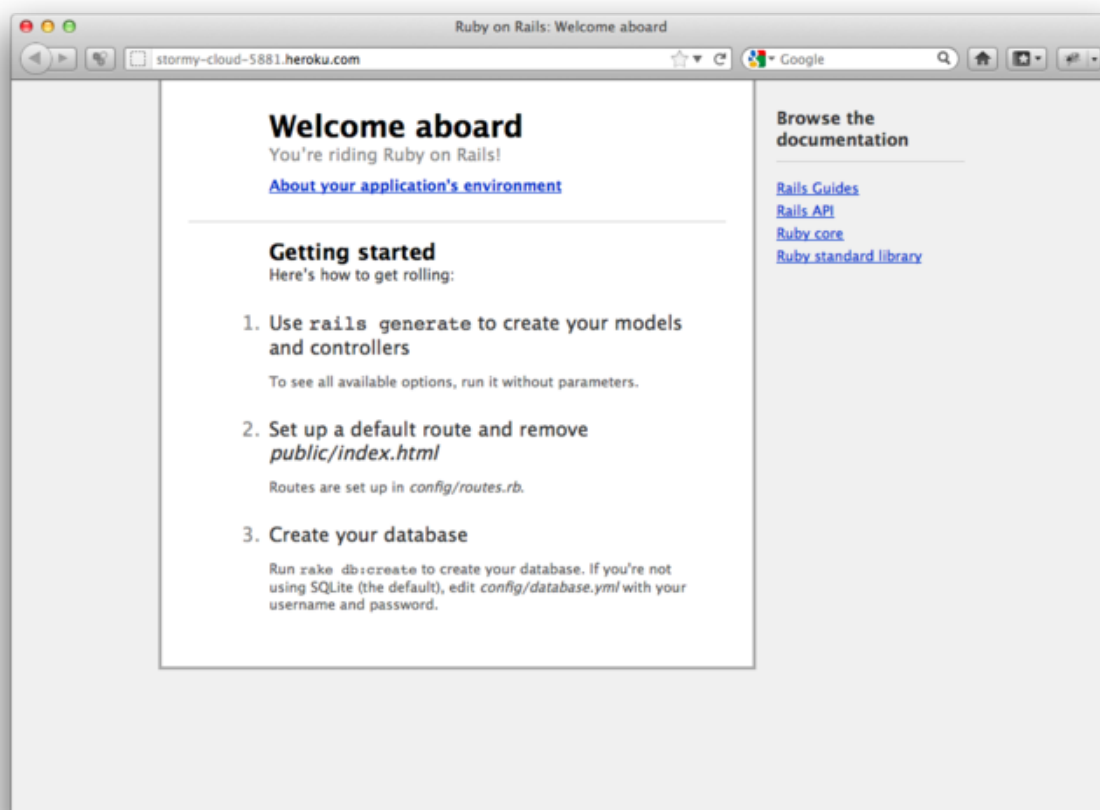 Ruby on Rails: Welcome aboard
stormy-cloud-5881.heroku.com
Google
Welcome aboard
You're riding Ruby on Rails!
About your application's environment
Getting started
Here's how to get rolling:
1. Use rails generate to create your models
and controllers
To see all available options, run it without parameters.
2. Set up a default route and remove
public/index.html
Routes are set up in config/routes.rb.
3. Create your database
Run rake db:create to create your database. If you're not
using SQLite (the default), edit config/database.yml with your
username and password.
Browse the
documentation
Rails Guides
Rails API
Ruby core
Ruby standard library